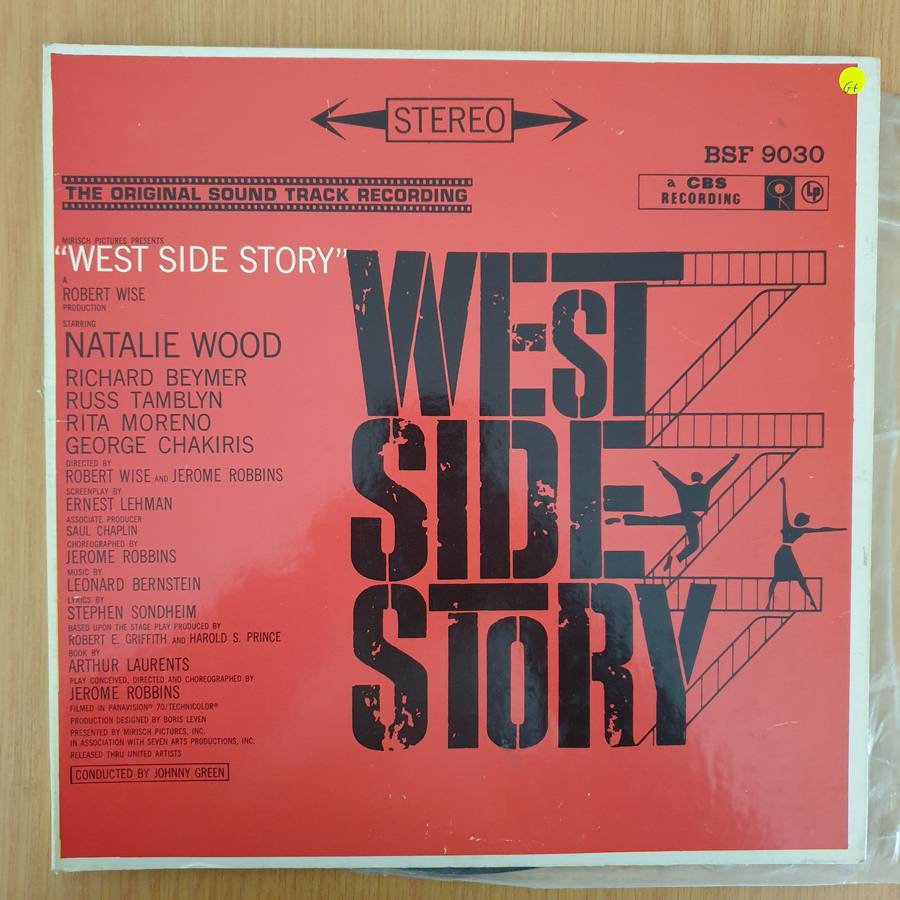 STEREO
G+
BSF 9030
a CBS
RECORDING
LP
THE ORIGINAL SOUND TRACK RECORDING
MIRISCH PICTURES PRESENTS
"WEST SIDE STORY"
A
ROBERT WISE
PRODUCTION
STARRING
NATALIE WOOD
RICHARD BEYMER
RUSS TAMBLYN
RITA MORENO
GEORGE CHAKIRIS
DIRECTED BY
ROBERT WISE AND JEROME ROBBINS
SCREENPLAY BY
ERNEST LEHMAN
ASSOCIATE PRODUCER
SAUL CHAPLIN
CHOREOGRAPHED BY
JEROME ROBBINS
MUSIC BY
LEONARD BERNSTEIN
LYRICS BY
STEPHEN SONDHEIM
BASED UPON THE STAGE PLAY PRODUCED BY
ROBERT E. GRIFFITH AND HAROLD S. PRINCE
BOOK BY
ARTHUR LAURENTS
PLAY CONCEIVED, DIRECTED AND CHOREOGRAPHED BY
JEROME ROBBINS
FILMED IN PANAVISION® 70/TECHNICOLOR®
PRODUCTION DESIGNED BY BORIS LEVEN
PRESENTED BY MIRISCH PICTURES, INC.
IN ASSOCIATION WITH SEVEN ARTS PRODUCTIONS, INC.
RELEASED THRU UNITED ARTISTS
CONDUCTED BY JOHNNY GREEN
WEST
SIDE
STORY